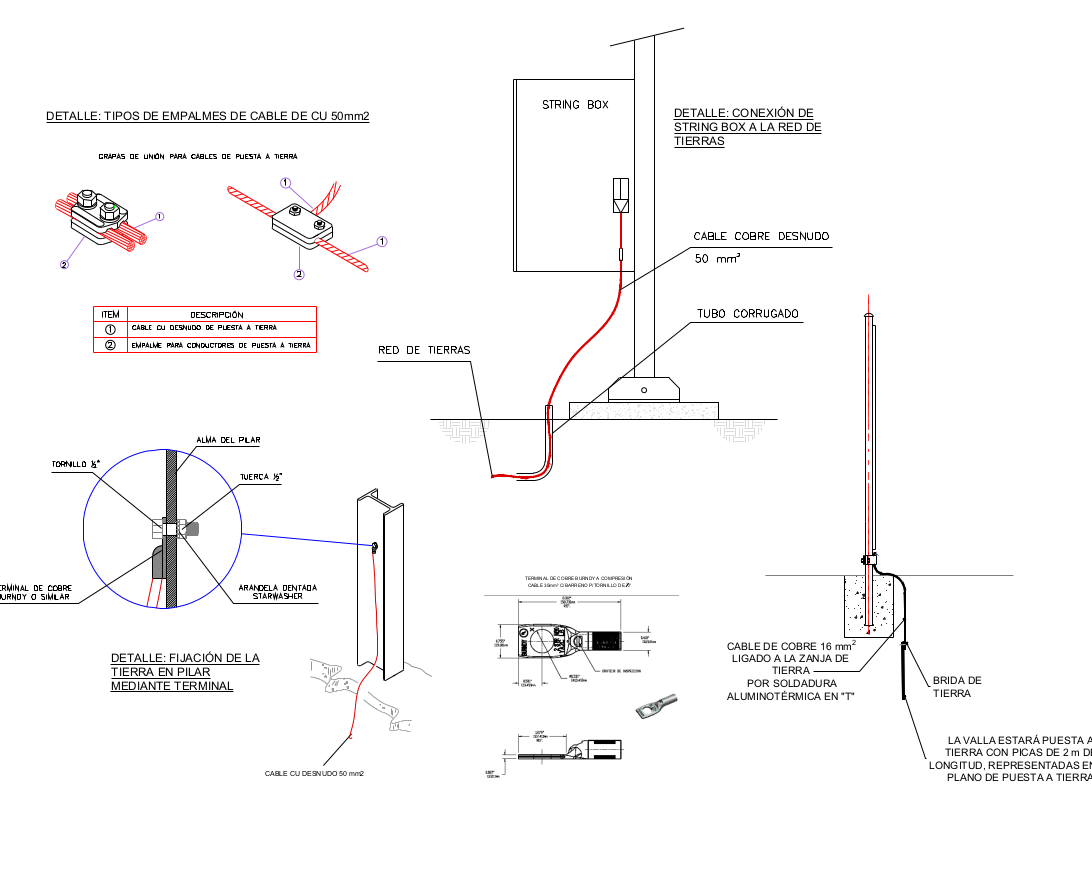 DETALLE: TIPOS DE EMPALMES DE CABLE DE CU 50mm2
GRAPAS DE UNIÓN PARA CABLES DE PUESTA A TIERRA
1
2
1
1
2
ITEM DESCRIPCIÓN
1 CABLE CU DESNUDO DE PUESTA A TIERRA
2 EMPALME PARA CONDUCTORES DE PUESTA A TIERRA
STRING BOX
DETALLE: CONEXIÓN DE
STRING BOX A LA RED DE
TIERRAS
CABLE COBRE DESNUDO
50 mm²
TUBO CORRUGADO
RED DE TIERRAS
ALMA DEL PILAR
TORNILLO ½"
TUERCA ½"
ERMINAL DE COBRE
BURNDY O SIMILAR
ARANDELA DENTADA
STARWASHER
DETALLE: FIJACIÓN DE LA
TIERRA EN PILAR
MEDIANTE TERMINAL
CABLE CU DESNUDO 50 mm2
TERMINAL DE COBRE BURNDY A COMPRESIÓN
CABLE 35mm² C/BARRENO P/TORNILLO DE
REF.
BURNDY
ORIFICIO DE INSPECCION
REF.
CABLE DE COBRE 16 mm²
LIGADO A LA ZANJA DE
TIERRA
POR SOLDADURA
ALUMINOTÉRMICA EN "T"
BRIDA DE
TIERRA
LA VALLA ESTARÁ PUESTA A
TIERRA CON PICAS DE 2 m DE
LONGITUD, REPRESENTADAS EN
PLANO DE PUESTA A TIERRA